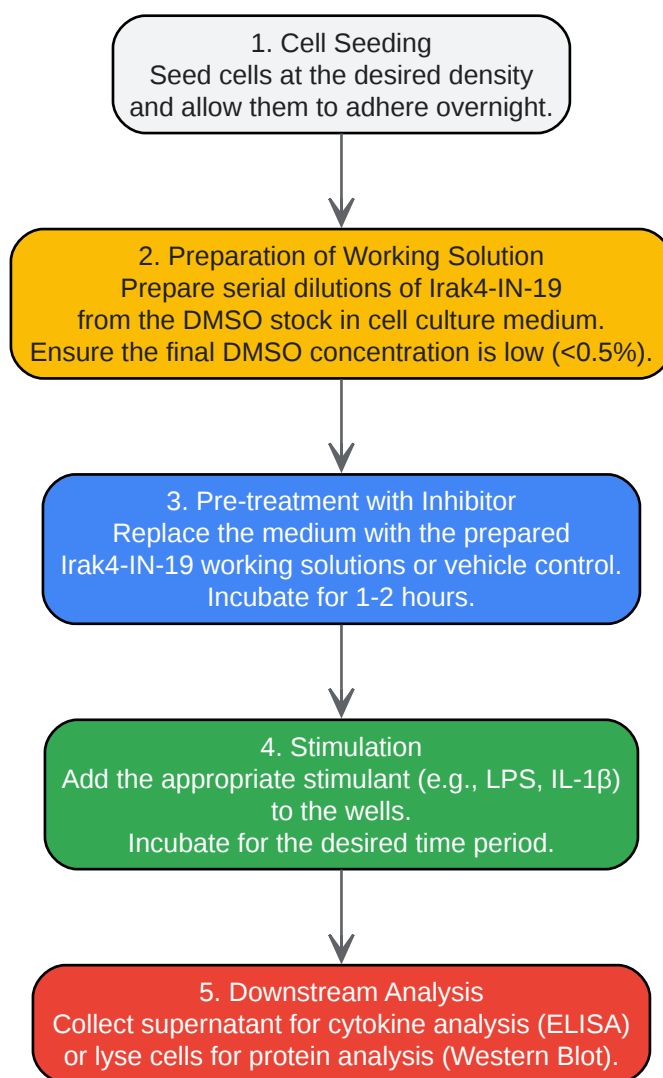 1. Cell Seeding
Seed cells at the desired density
and allow them to adhere overnight.
2. Preparation of Working Solution
Prepare serial dilutions of Irak4-IN-19
from the DMSO stock in cell culture medium.
Ensure the final DMSO concentration is low (<0.5%).
3. Pre-treatment with Inhibitor
Replace the medium with the prepared
Irak4-IN-19 working solutions or vehicle control.
Incubate for 1-2 hours.
4. Stimulation
Add the appropriate stimulant (e.g., LPS, IL-1β)
to the wells.
Incubate for the desired time period.
5. Downstream Analysis
Collect supernatant for cytokine analysis (ELISA)
or lyse cells for protein analysis (Western Blot).